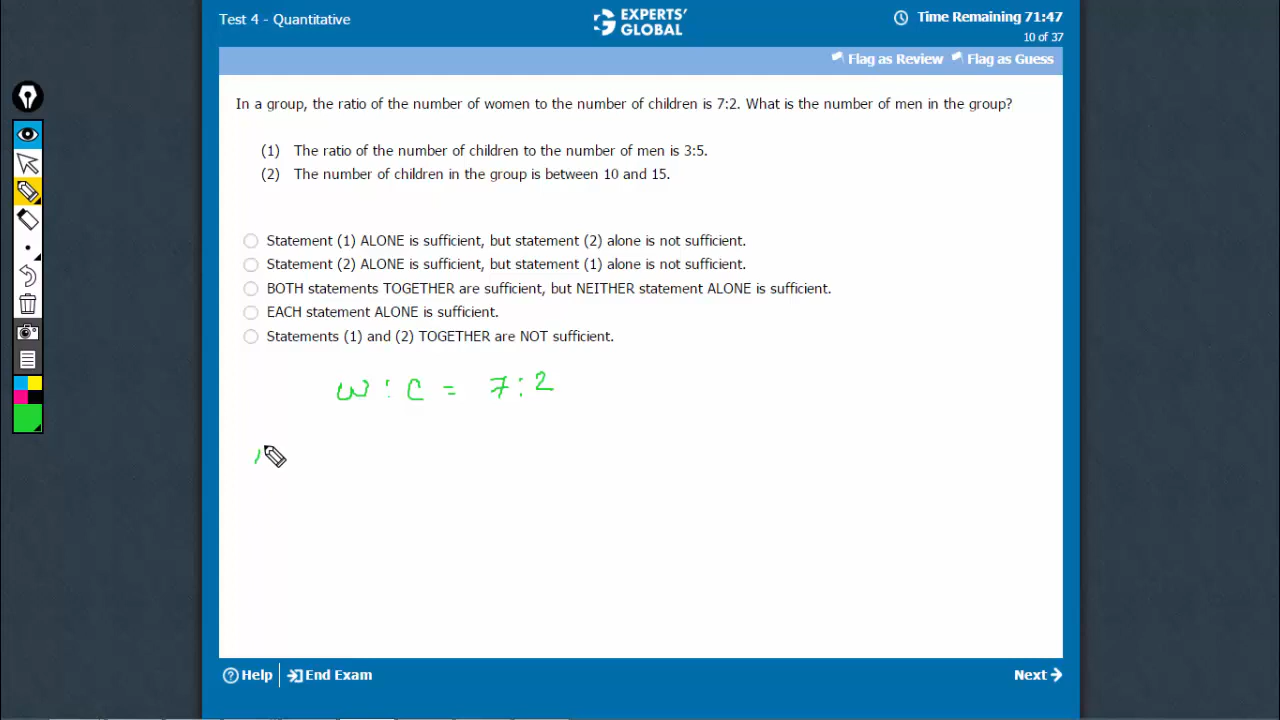 Test 4 - Quantitative
EXPERTS' GLOBAL
Time Remaining 71:47
10 of 37
Flag as Review Flag as Guess
In a group, the ratio of the number of women to the number of children is 7:2. What is the number of men in the group?
(1) The ratio of the number of children to the number of men is 3:5.
(2) The number of children in the group is between 10 and 15.
Statement (1) ALONE is sufficient, but statement (2) alone is not sufficient.
Statement (2) ALONE is sufficient, but statement (1) alone is not sufficient.
BOTH statements TOGETHER are sufficient, but NEITHER statement ALONE is sufficient.
EACH statement ALONE is sufficient.
Statements (1) and (2) TOGETHER are NOT sufficient.
W : C = 7 : 2
Help End Exam Next